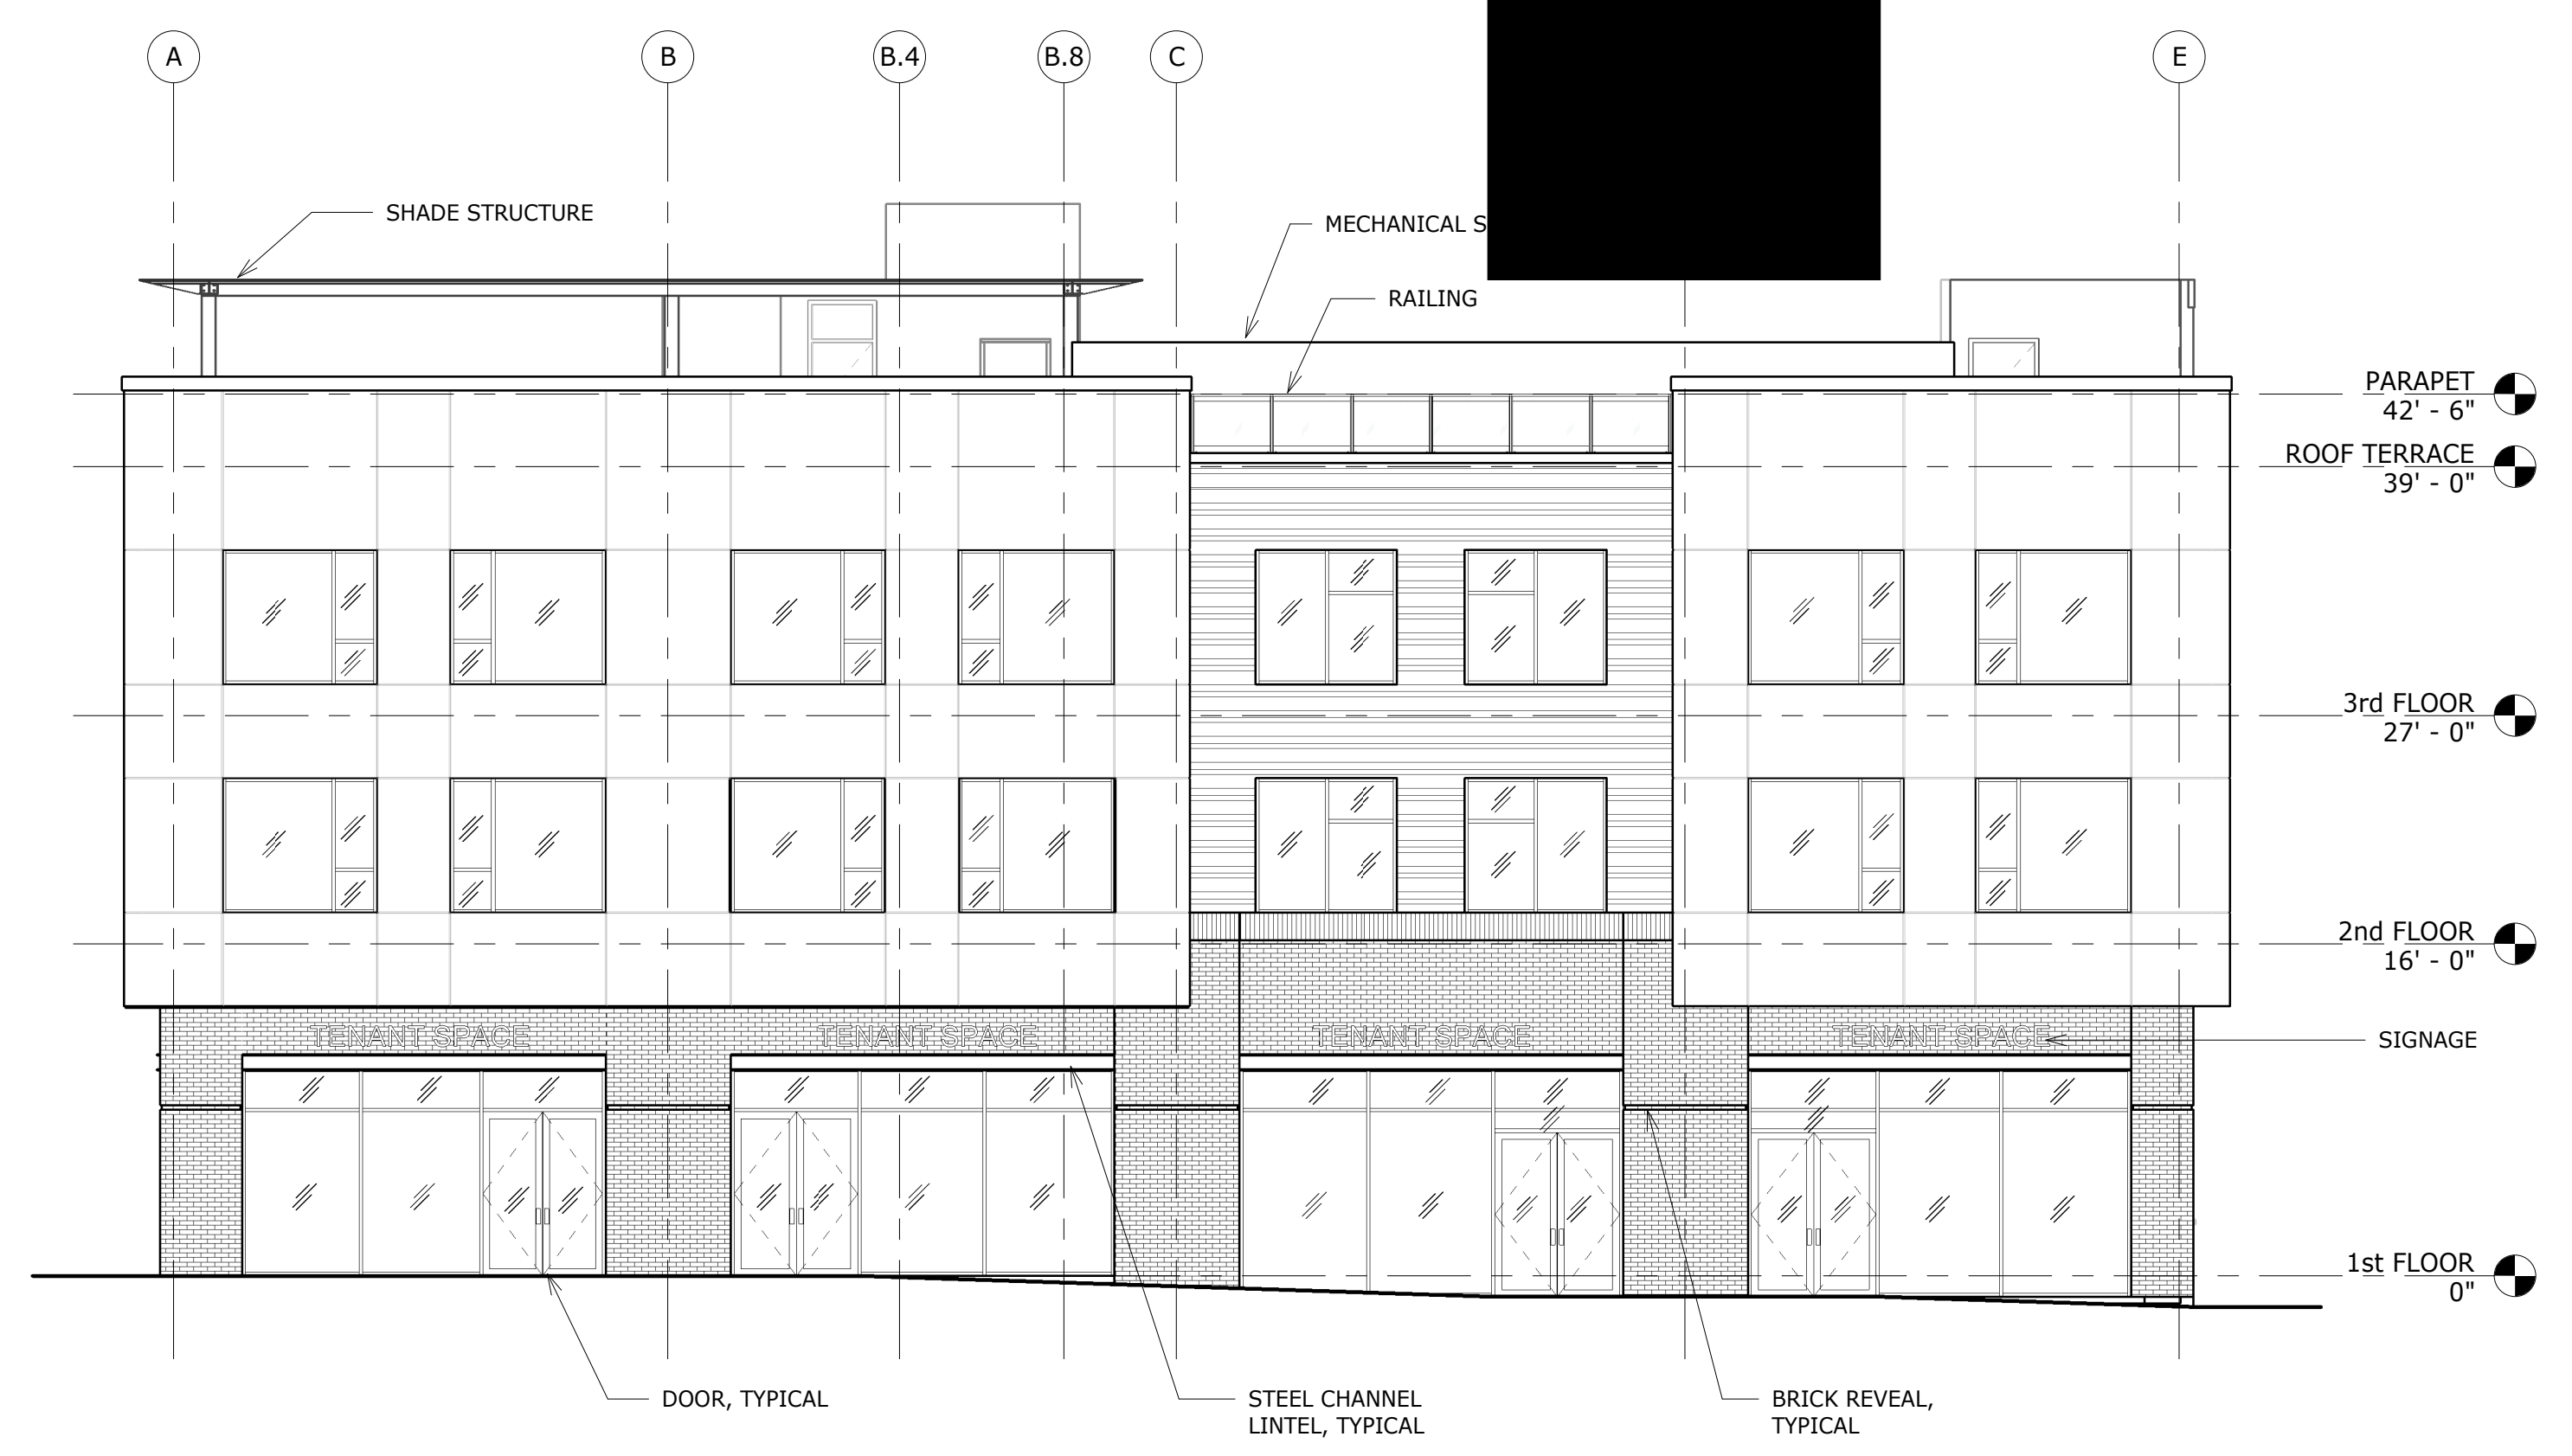 A B B.4 B.8 C E
SHADE STRUCTURE
MECHANICAL S
RAILING
PARAPET
42' - 6"
ROOF TERRACE
39' - 0"
3rd FLOOR
27' - 0"
2nd FLOOR
16' - 0"
TENANT SPACE TENANT SPACE TENANT SPACE TENANT SPACE
SIGNAGE
1st FLOOR
0"
DOOR, TYPICAL
STEEL CHANNEL
LINTEL, TYPICAL
BRICK REVEAL,
TYPICAL